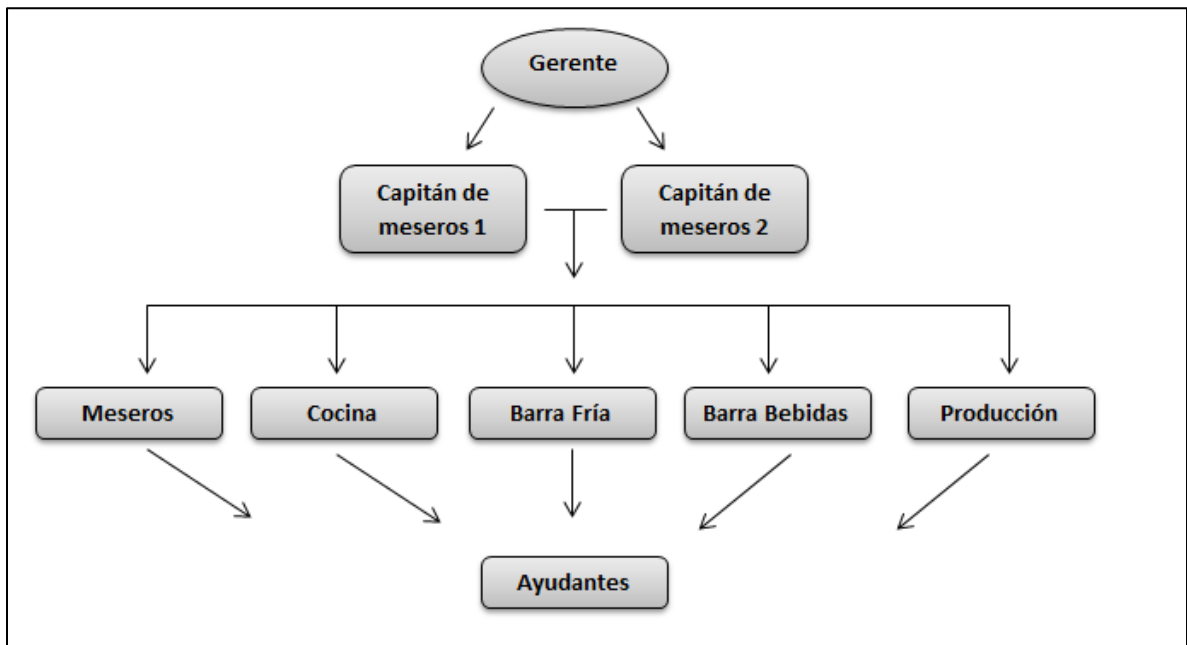 Gerente
Capitán de
meseros 1
Capitán de
meseros 2
Meseros
Cocina
Barra Fría
Barra Bebidas
Producción
Ayudantes